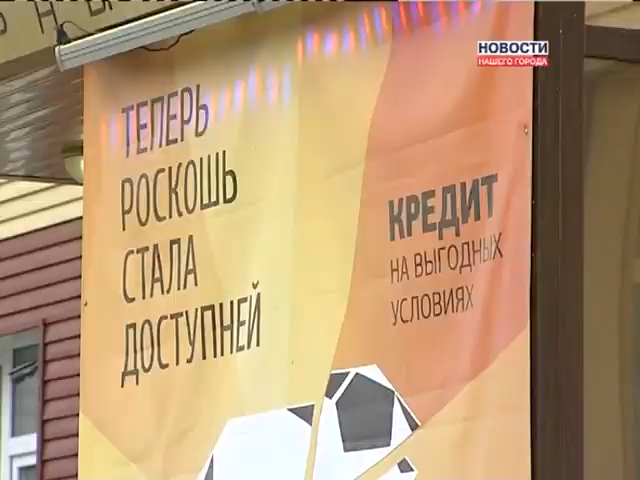 НОВОСТИ
НАШЕГО ГОРОДА
ТЕПЕРЬ
РОСКОШЬ
СТАЛА
ДОСТУПНЕЙ
КРЕДИТ
НА ВЫГОДНЫХ
УСЛОВИЯХ